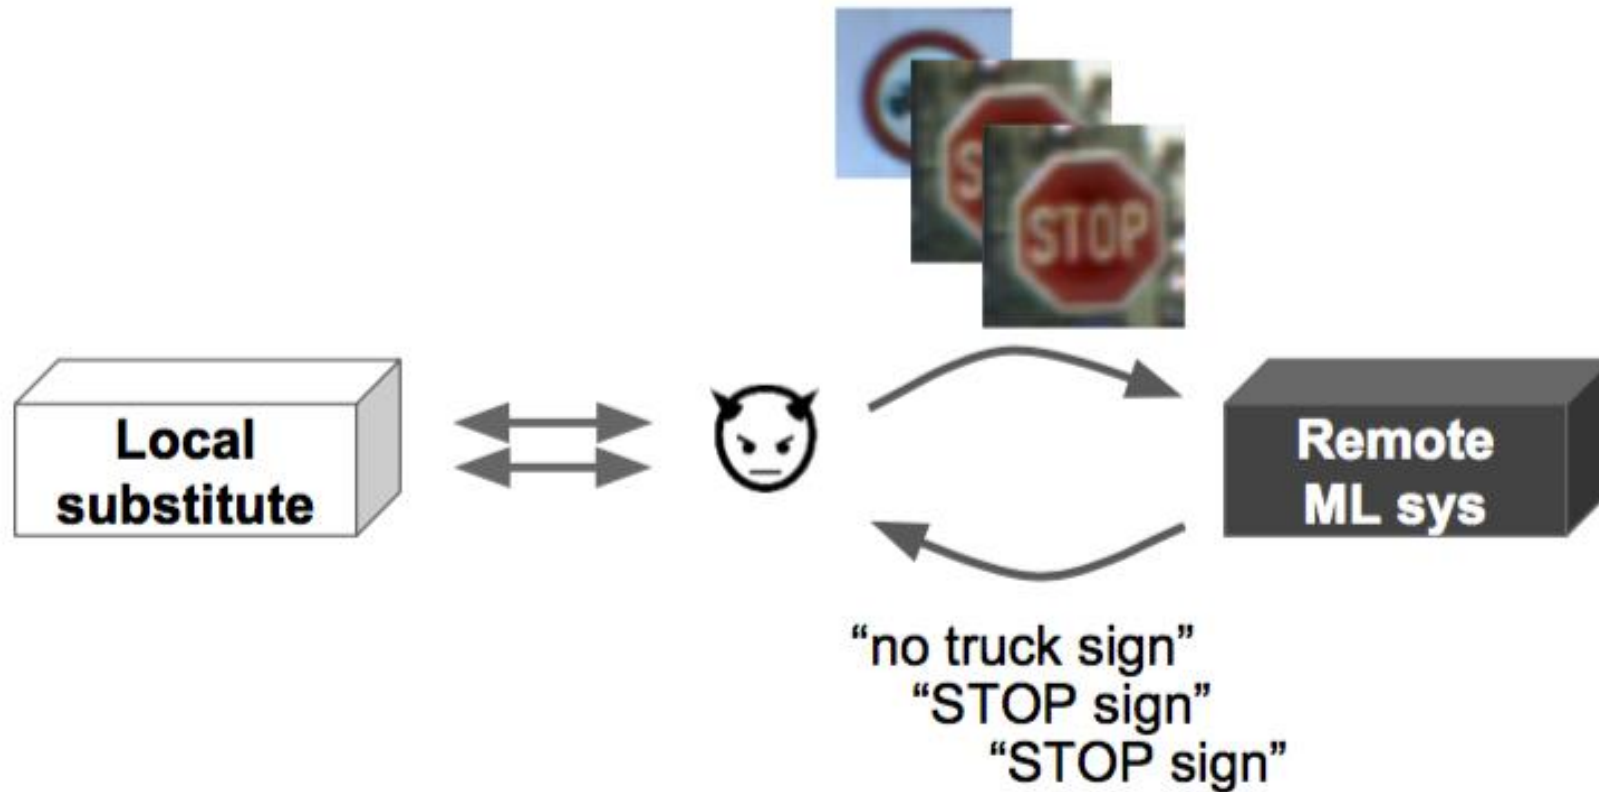 S
STOP
Local
substitute
Remote
ML sys
“no truck sign”
“STOP sign”
“STOP sign”